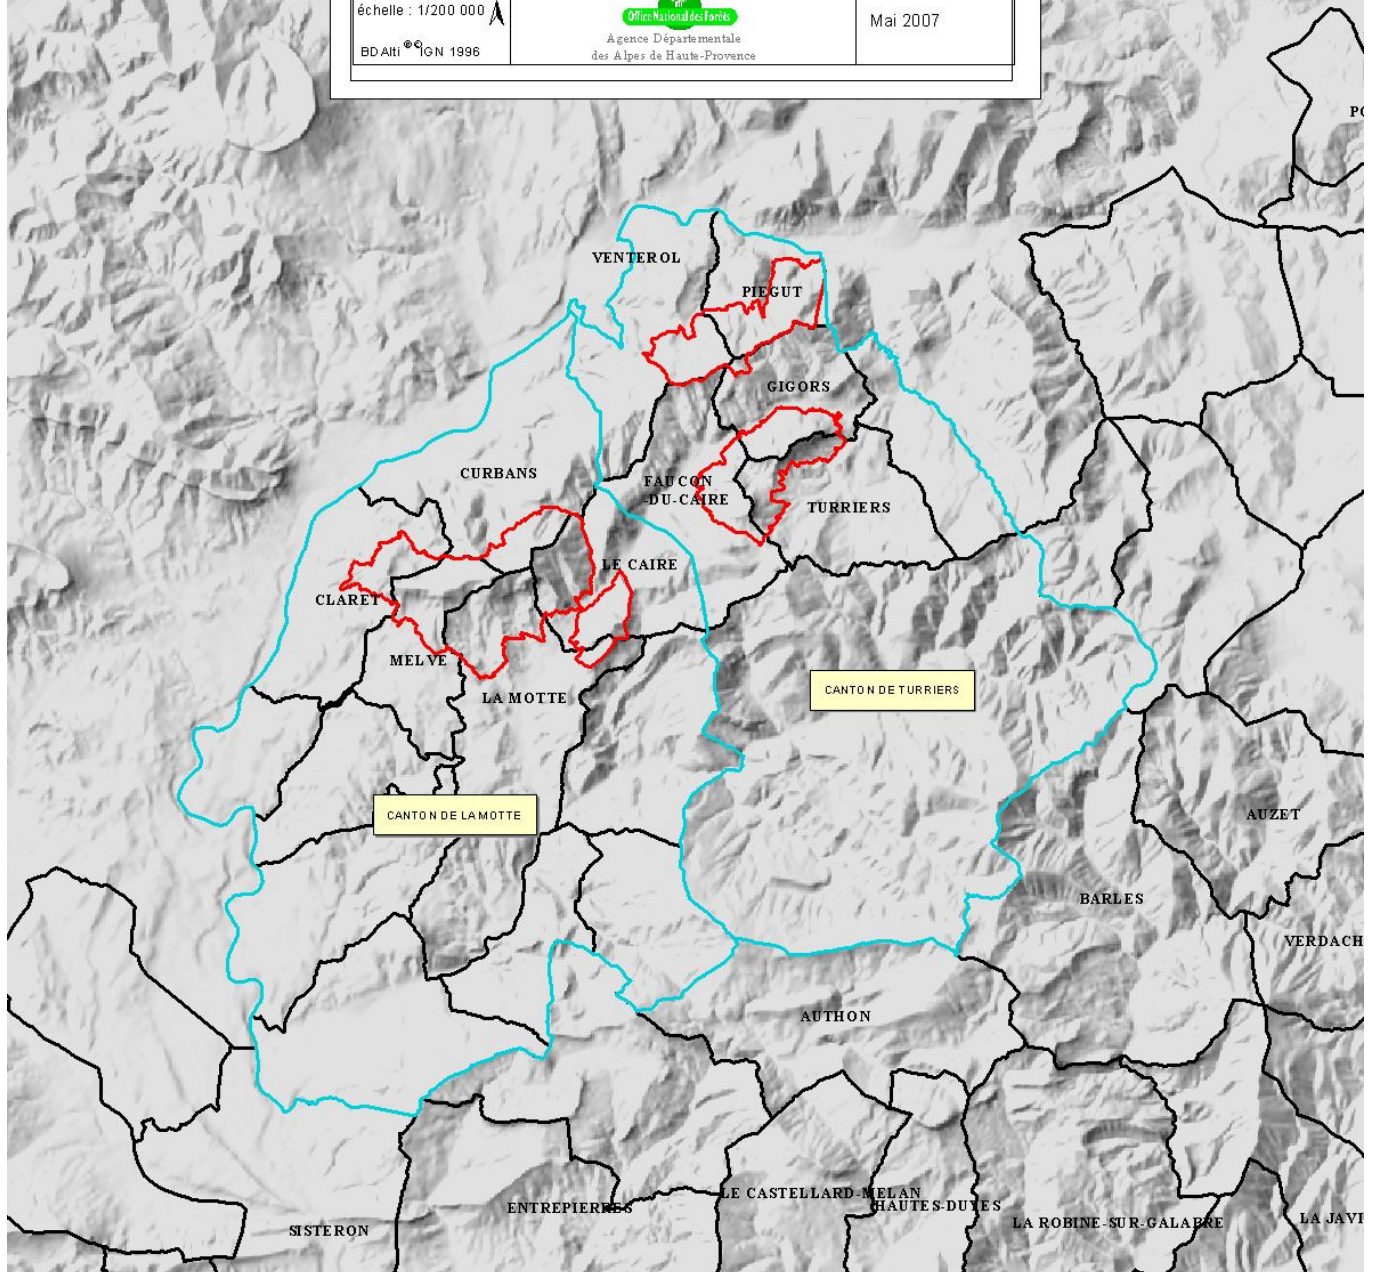 échelle : 1/200 000
BDAlti ©©IGN 1996
Office National des Forêts
Agence Départementale
des Alpes de Haute-Provence
Mai 2007
VENTEROL
PIEGUT
GIGORS
CURBANS
FAUCON
-DU-CAIRE
TURRIERS
LE CAIRE
CLARET
MELVE
LA MOTTE
CANTON DE TURRIERS
CANTON DE LA MOTTE
AUZET
BARLES
VERDACH
AUTHON
LE CASTELLARD-MELAN
HAUTES-DUYES
ENTREPIERRES
SISTERON
LA ROBINE-SUR-GALABRE
LA JAVI